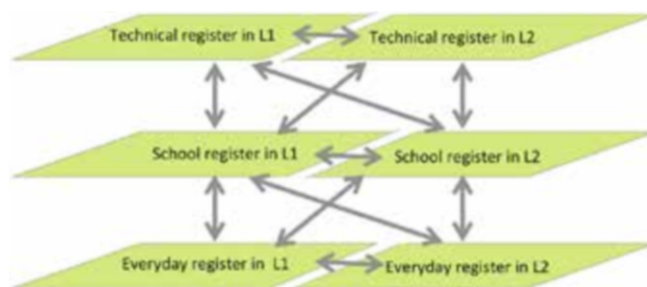 Technical register in L1
Technical register in L2
School register in L1
School register in L2
Everyday register in L1
Everyday register in L2